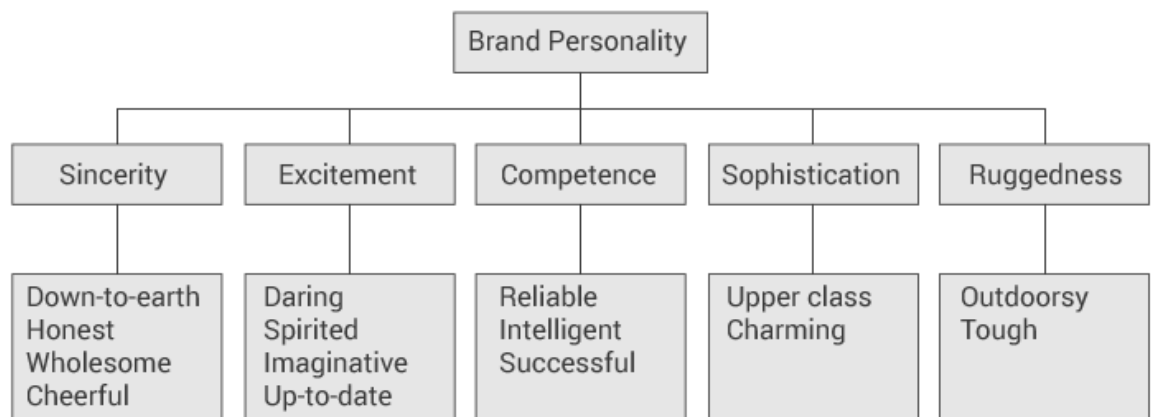 Brand Personality
Sincerity
Excitement
Competence
Sophistication
Ruggedness
Down-to-earth
Honest
Wholesome
Cheerful
Daring
Spirited
Imaginative
Up-to-date
Reliable
Intelligent
Successful
Upper class
Charming
Outdoorsy
Tough